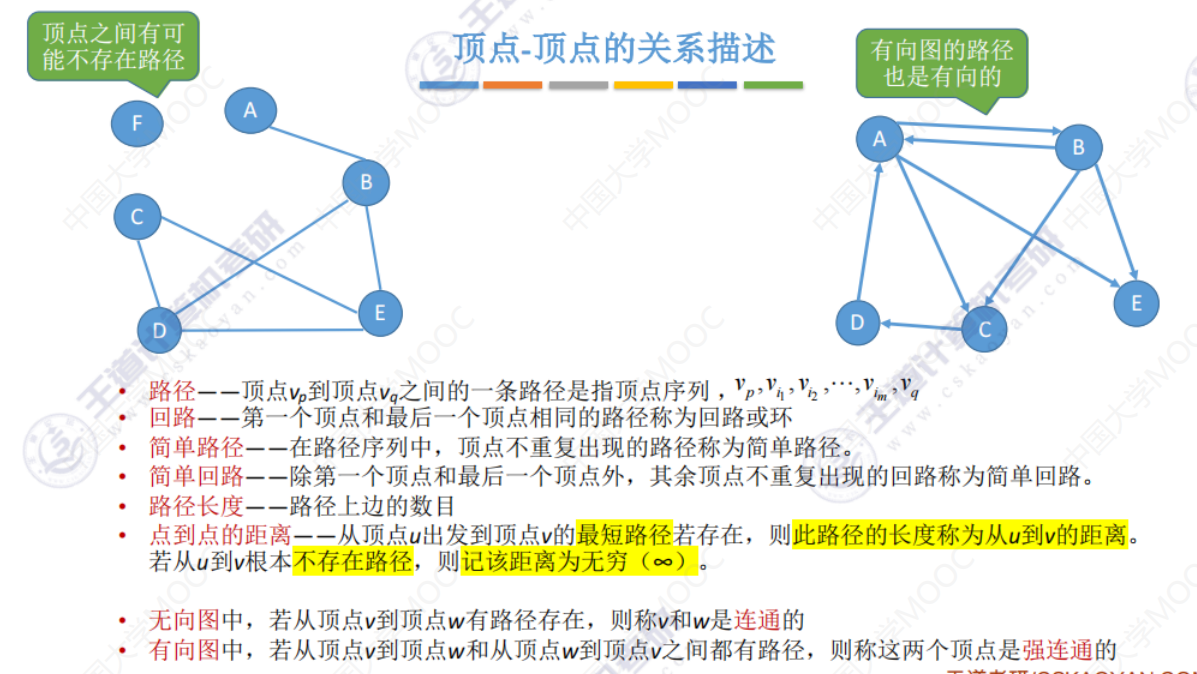 顶点之间有可
能不存在路径
顶点-顶点的关系描述
有向图的路径
也是有向的
F
A
B
C
D
E
A
B
C
D
E
• 路径——顶点vp到顶点vq之间的一条路径是指顶点序列，vp,vi1,vi2,⋯,vim,vq
• 回路——第一个顶点和最后一个顶点相同的路径称为回路或环
• 简单路径——在路径序列中，顶点不重复出现的路径称为简单路径。
• 简单回路——除第一个顶点和最后一个顶点外，其余顶点不重复出现的回路称为简单回路。
• 路径长度——路径上边的数目
• 点到点的距离——从顶点u出发到顶点v的最短路径若存在，则此路径的长度称为从u到v的距离。
若从u到v根本不存在路径，则记该距离为无穷（∞）。
• 无向图中，若从顶点v到顶点w有路径存在，则称v和w是连通的
• 有向图中，若从顶点v到顶点w和从顶点w到顶点v之间都有路径，则称这两个顶点是强连通的
王道计算机考研
www.cskaoyan.com
中国大学MOOC